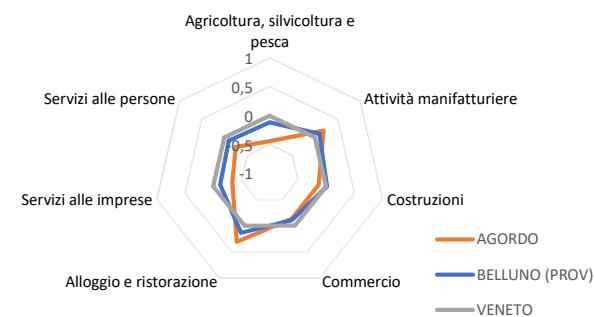 Agricoltura, silvicoltura e
pesca
1
0,5
0
-0,5
-1
Attività manifatturiere
Costruzioni
Commercio
Alloggio e ristorazione
Servizi alle imprese
Servizi alle persone
AGORDO
BELLUNO (PROV)
VENETO